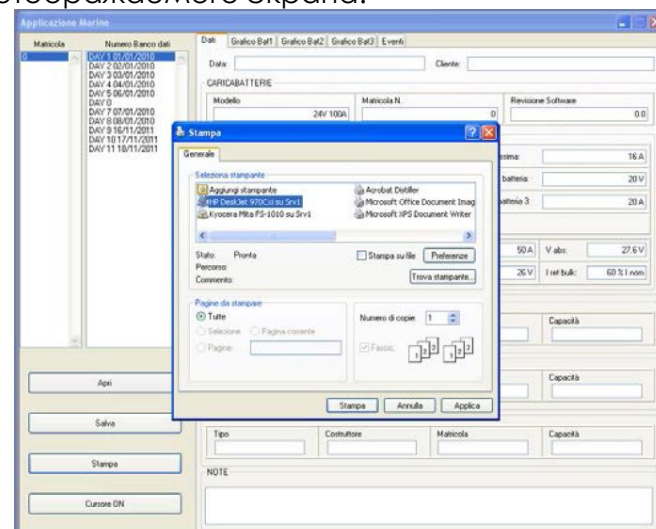 отображаемого экрана.
Applicazione Marine
Matricola
Numero Banco dati
0
DAY 1 01/01/2010
DAY 2 02/01/2010
DAY 3 03/01/2010
DAY 4 04/01/2010
DAY 5 06/01/2010
DAY 0
DAY 7 07/01/2010
DAY 8 08/01/2010
DAY 9 16/11/2011
DAY 10 17/11/2011
DAY 11 18/11/2011
Apri
Salva
Stampa
Cursore ON
Dati
Grafico Bat1
Grafico Bat2
Grafico Bat3
Eventi
Data:
Cliente:
CARICABATTERIE
Modello
Matricola N.
Revisione Software
24V 100A
0
0.0
16 A
batteria:
20 V
20 A
50 A
V abs:
27.6 V
26 V
I ret bulk:
60 % I nom
Capacità
Capacità
Tipo
Costruttore
Matricola
Capacità
NOTE
Stampa
Generale
Seleziona stampante
Aggiungi stampante
HP DeskJet 970Cxi su Srv1
Kyocera Mita FS-1010 su Srv1
Acrobat Distiller
Microsoft Office Document Imag
Microsoft XPS Document Writer
Stato:
Pronta
Percorso:
Commento:
Stampa su file
Preferenze
Trova stampante...
Pagine da stampare
Tutte
Selezione
Pagina corrente
Pagine:
Numero di copie:
1
Fascic.
1 2 3
1 2 3
Stampa
Annulla
Applica